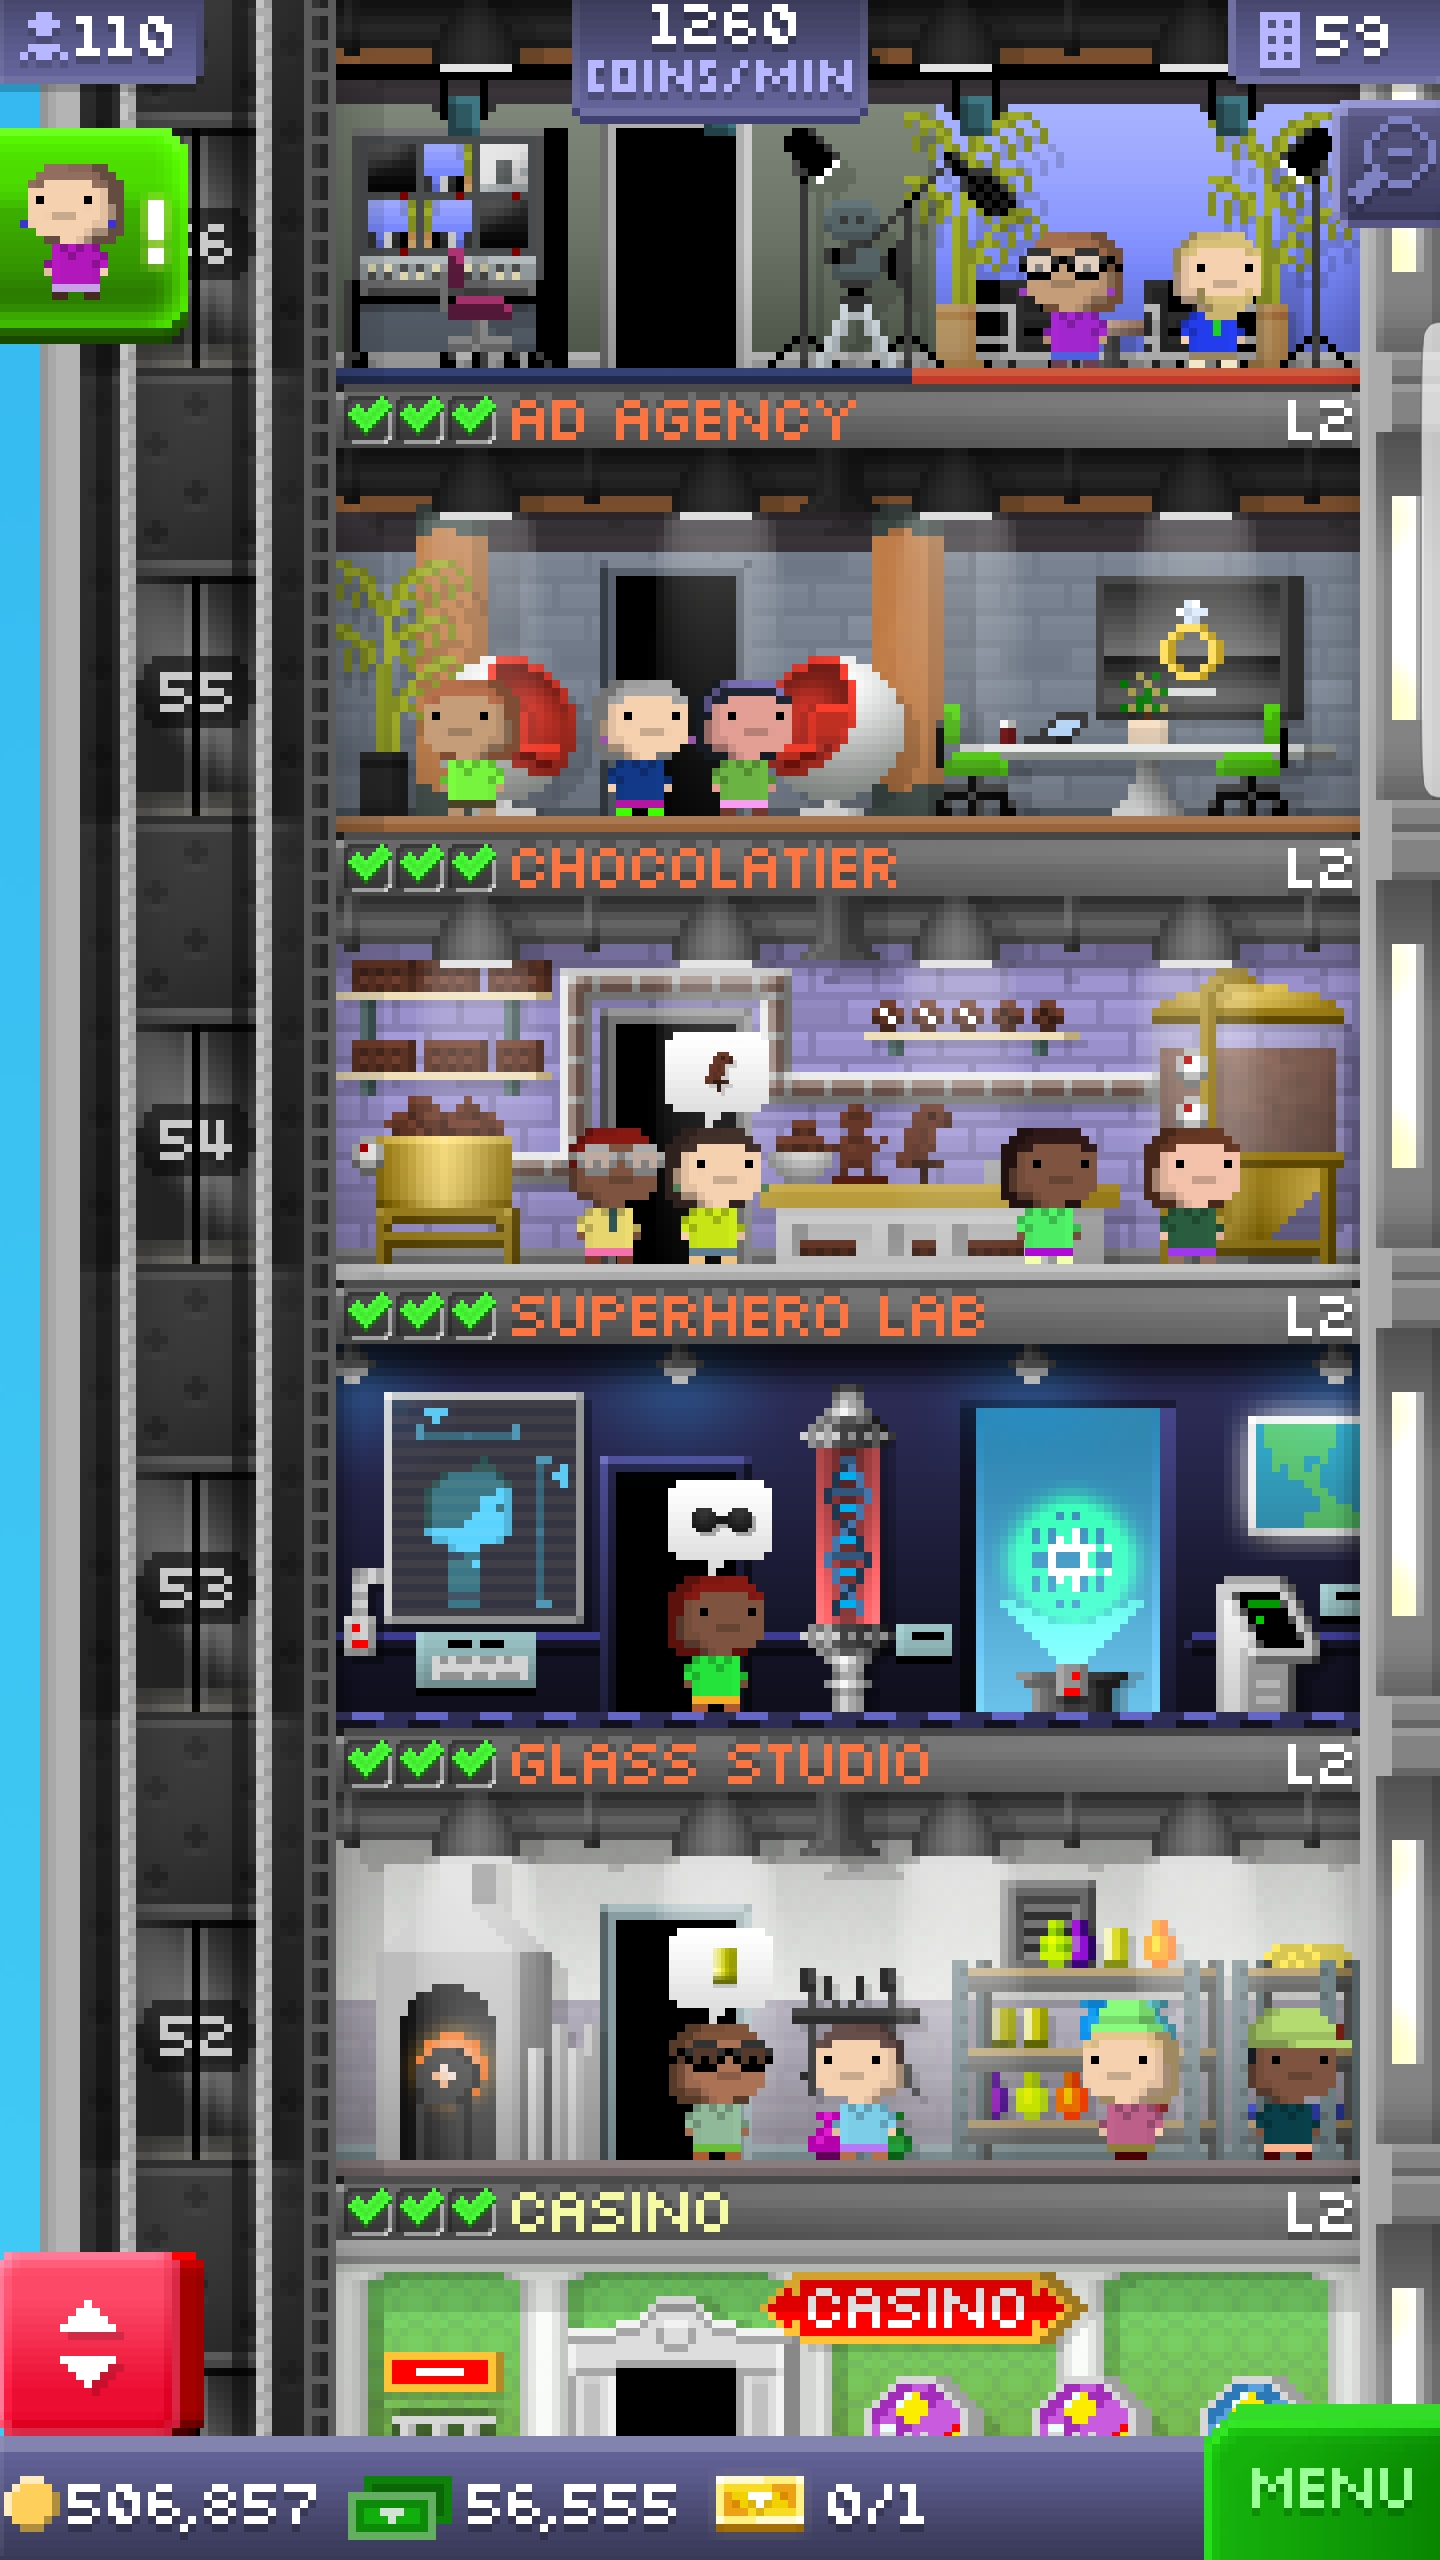 110
1260
COINS/MIN
59
!
6
AD AGENCY L2
55
CHOCOLATIER L2
54
SUPERHERO LAB L2
53
GLASS STUDIO L2
52
CASINO L2
CASINO
506,857 56,555 0/1
MENU